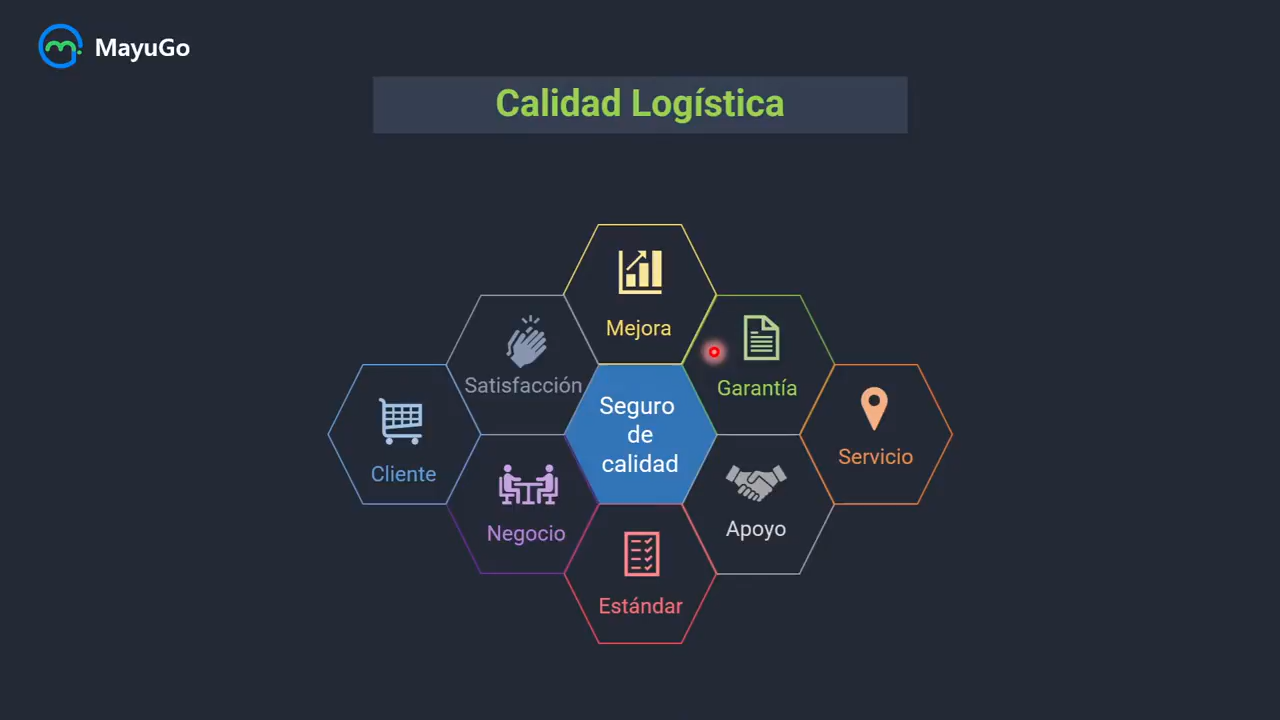 MayuGo
Calidad Logística
Mejora
Satisfacción
Garantía
Seguro
de
calidad
Cliente
Servicio
Negocio
Apoyo
Estándar